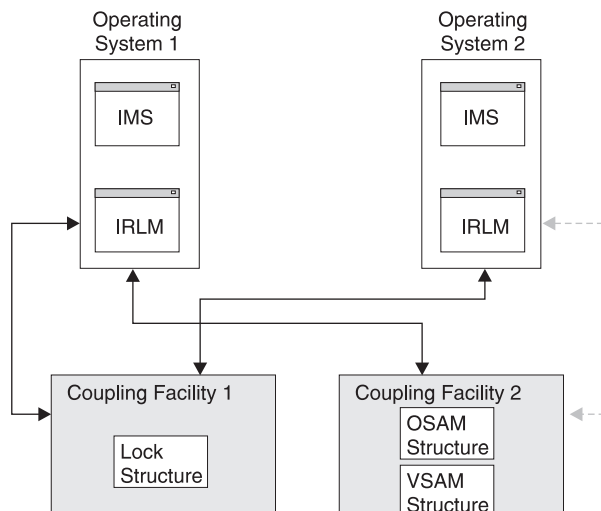 Operating
System 1
Operating
System 2
IMS
IMS
IRLM
IRLM
Coupling Facility 1
Coupling Facility 2
Lock
Structure
OSAM
Structure
VSAM
Structure